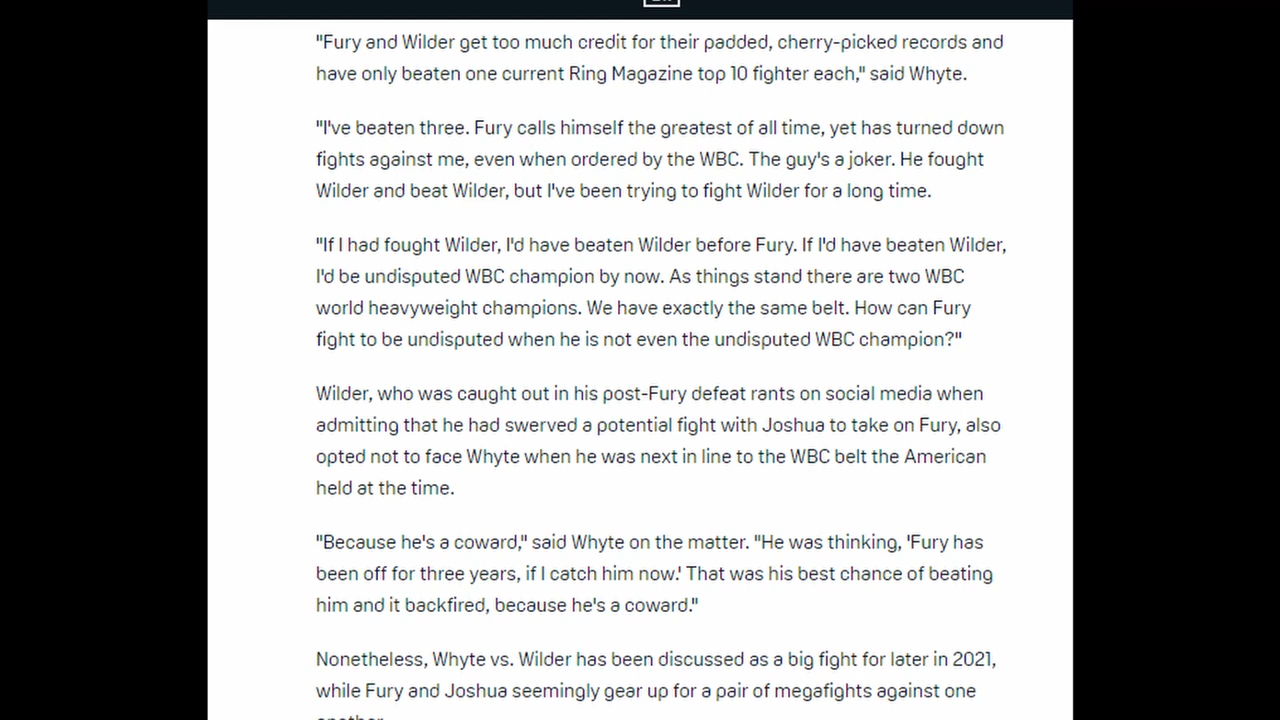 "Fury and Wilder get too much credit for their padded, cherry-picked records and
have only beaten one current Ring Magazine top 10 fighter each," said Whyte.
"I've beaten three. Fury calls himself the greatest of all time, yet has turned down
fights against me, even when ordered by the WBC. The guy's a joker. He fought
Wilder and beat Wilder, but I've been trying to fight Wilder for a long time.
"If I had fought Wilder, I'd have beaten Wilder before Fury. If I'd have beaten Wilder,
I'd be undisputed WBC champion by now. As things stand there are two WBC
world heavyweight champions. We have exactly the same belt. How can Fury
fight to be undisputed when he is not even the undisputed WBC champion?"
Wilder, who was caught out in his post-Fury defeat rants on social media when
admitting that he had swerved a potential fight with Joshua to take on Fury, also
opted not to face Whyte when he was next in line to the WBC belt the American
held at the time.
"Because he's a coward," said Whyte on the matter. "He was thinking, 'Fury has
been off for three years, if I catch him now.' That was his best chance of beating
him and it backfired, because he's a coward."
Nonetheless, Whyte vs. Wilder has been discussed as a big fight for later in 2021,
while Fury and Joshua seemingly gear up for a pair of megafights against one